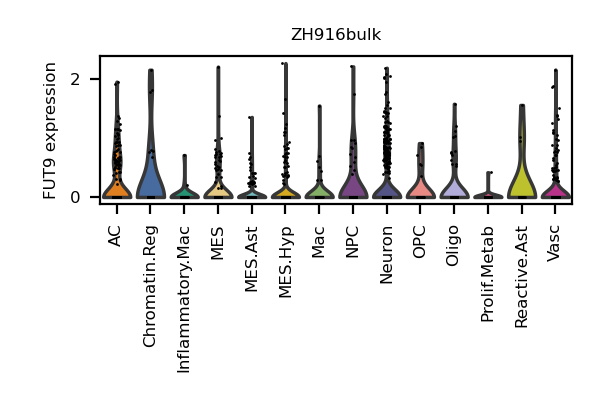 ZH916bulk
FUT9 expression
2
0
AC
Chromatin.Reg
Inflammatory.Mac
MES
MES.Ast
MES.Hyp
Mac
NPC
Neuron
OPC
Oligo
Prolif.Metab
Reactive.Ast
Vasc